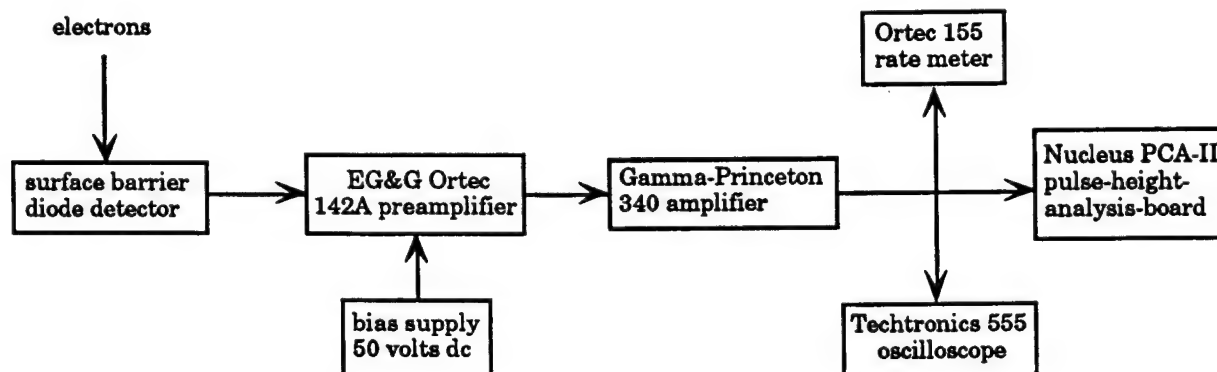 electrons
surface barrier
diode detector
EG&G Ortec
142A preamplifier
bias supply
50 volts dc
Gamma-Princeton
340 amplifier
Ortec 155
rate meter
Nucleus PCA-II
pulse-height-
analysis-board
Techtronics 555
oscilloscope